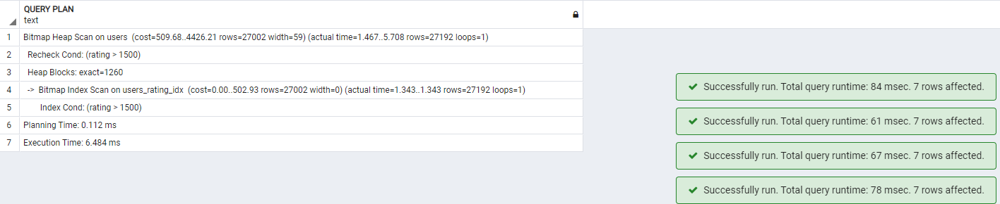 QUERY PLAN
text
1 Bitmap Heap Scan on users (cost=509.68..4426.21 rows=27002 width=59) (actual time=1.467..5.708 rows=27192 loops=1)
2 Recheck Cond: (rating > 1500)
3 Heap Blocks: exact=1260
4 -> Bitmap Index Scan on users_rating_idx (cost=0.00..502.93 rows=27002 width=0) (actual time=1.343..1.343 rows=27192 loops=1)
5 Index Cond: (rating > 1500)
6 Planning Time: 0.112 ms
7 Execution Time: 6.484 ms
Successfully run. Total query runtime: 84 msec. 7 rows affected.
Successfully run. Total query runtime: 61 msec. 7 rows affected.
Successfully run. Total query runtime: 67 msec. 7 rows affected.
Successfully run. Total query runtime: 78 msec. 7 rows affected.